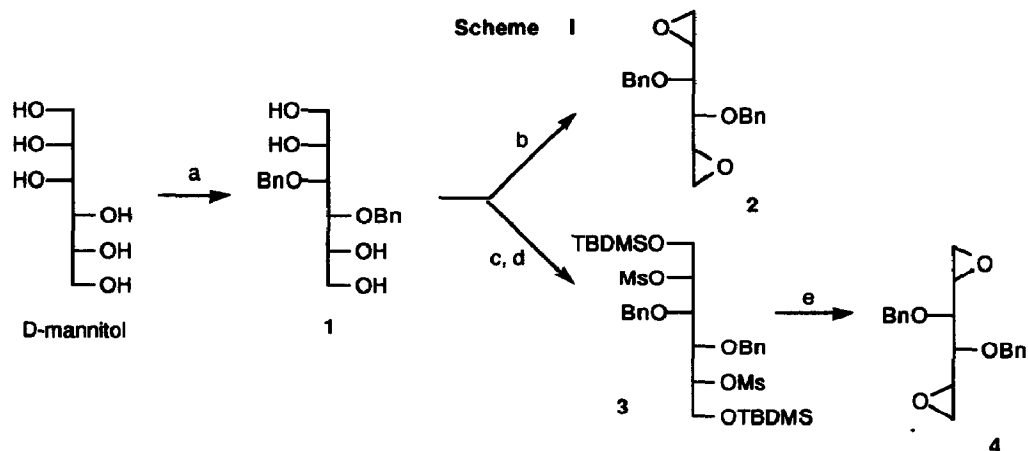 Scheme I
HO
HO
HO
OH
OH
OH
D-mannitol
a
HO
HO
BnO
OBn
OH
OH
1
b
c, d
O
BnO
OBn
O
2
TBDMSO
MsO
BnO
OBn
OMs
OTBDMS
3
e
O
BnO
OBn
O
4